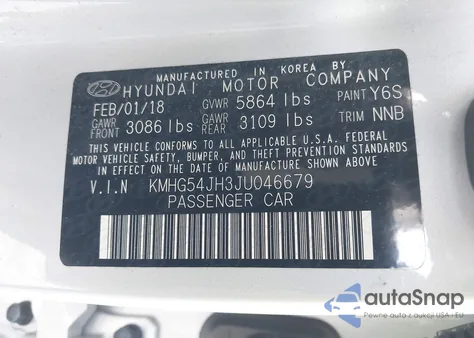 MANUFACTURED IN KOREA BY
HYUNDAI MOTOR COMPANY
FEB/01/18 GVWR 5864 lbs PAINT Y6S
GAWR FRONT 3086 lbs GAWR REAR 3109 lbs TRIM NNB
THIS VEHICLE CONFORMS TO ALL APPLICABLE FEDERAL
MOTOR VEHICLE SAFETY, BUMPER, AND THEFT PREVENTION
STANDARDS IN EFFECT ON THE DATE OF MANUFACTURE
SHOWN ABOVE.
V.I.N KMHG54JH3JU046679
PASSENGER CAR
autoSnap
Pewne auta z aukcji USA - EU